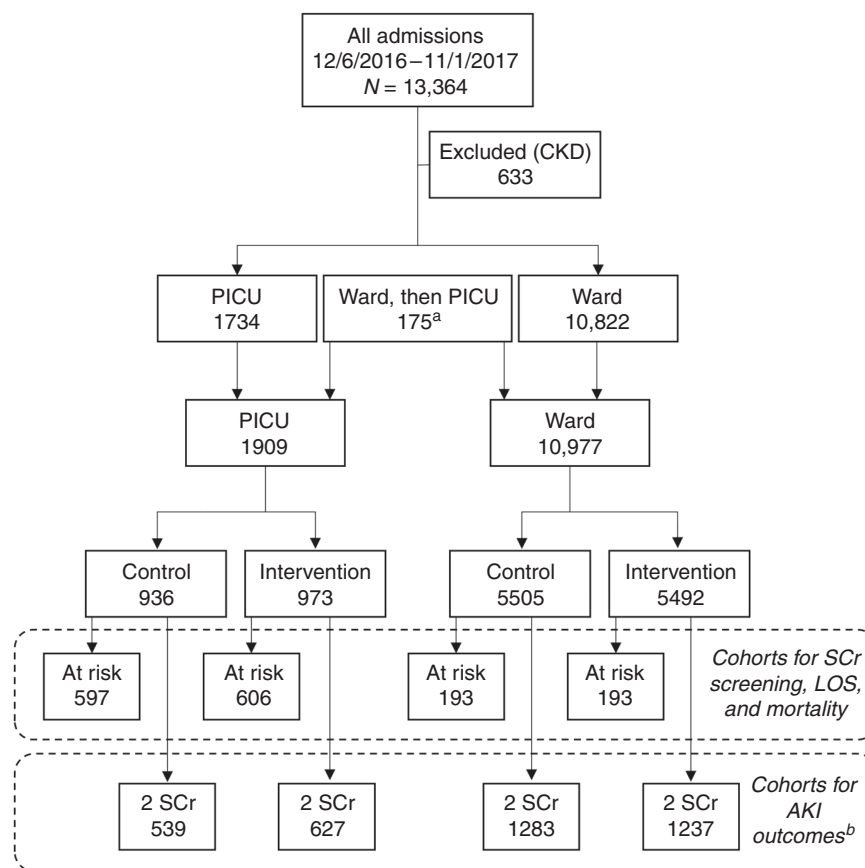 All admissions
12/6/2016–11/1/2017
N = 13,364
Excluded (CKD)
633
PICU
1734
Ward, then PICU
175a
Ward
10,822
PICU
1909
Ward
10,977
Control
936
Intervention
973
Control
5505
Intervention
5492
At risk
597
At risk
606
At risk
193
At risk
193
Cohorts for SCr
screening, LOS,
and mortality
2 SCr
539
2 SCr
627
2 SCr
1283
2 SCr
1237
Cohorts for
AKI
outcomesb